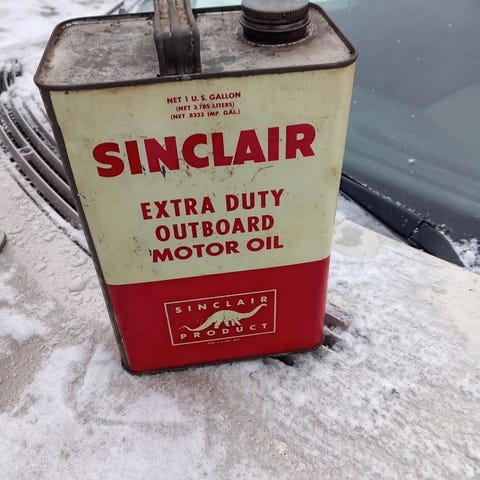 NET 1 U. S. GALLON
(NET 3.785 LITERS)
(NET .8333 IMP. GAL.)
SINCLAIR
EXTRA DUTY
OUTBOARD
MOTOR OIL
SINCLAIR
PRODUCT